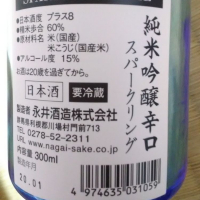 純米吟醸辛口
スパークリング
●日本酒度 プラス8
●精米歩合 60%
●原材料名 米(国産)
米こうじ(国産米)
●アルコール度 15%
お酒は20歳を過ぎてから。
日本酒 要冷蔵
製造者 永井酒造株式会社
群馬県利根郡川場村門前713
TEL 0278-52-2311
www.nagai-sake.co.jp
内容量 300ml
製造年月
20.01
4 974635 031059